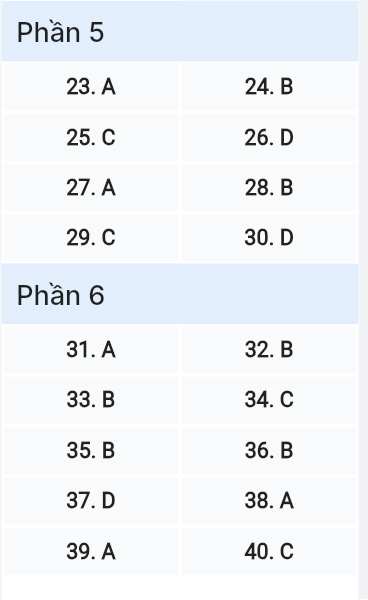 Phần 5
23. A 24. B
25. C 26. D
27. A 28. B
29. C 30. D
Phần 6
31. A 32. B
33. B 34. C
35. B 36. B
37. D 38. A
39. A 40. C